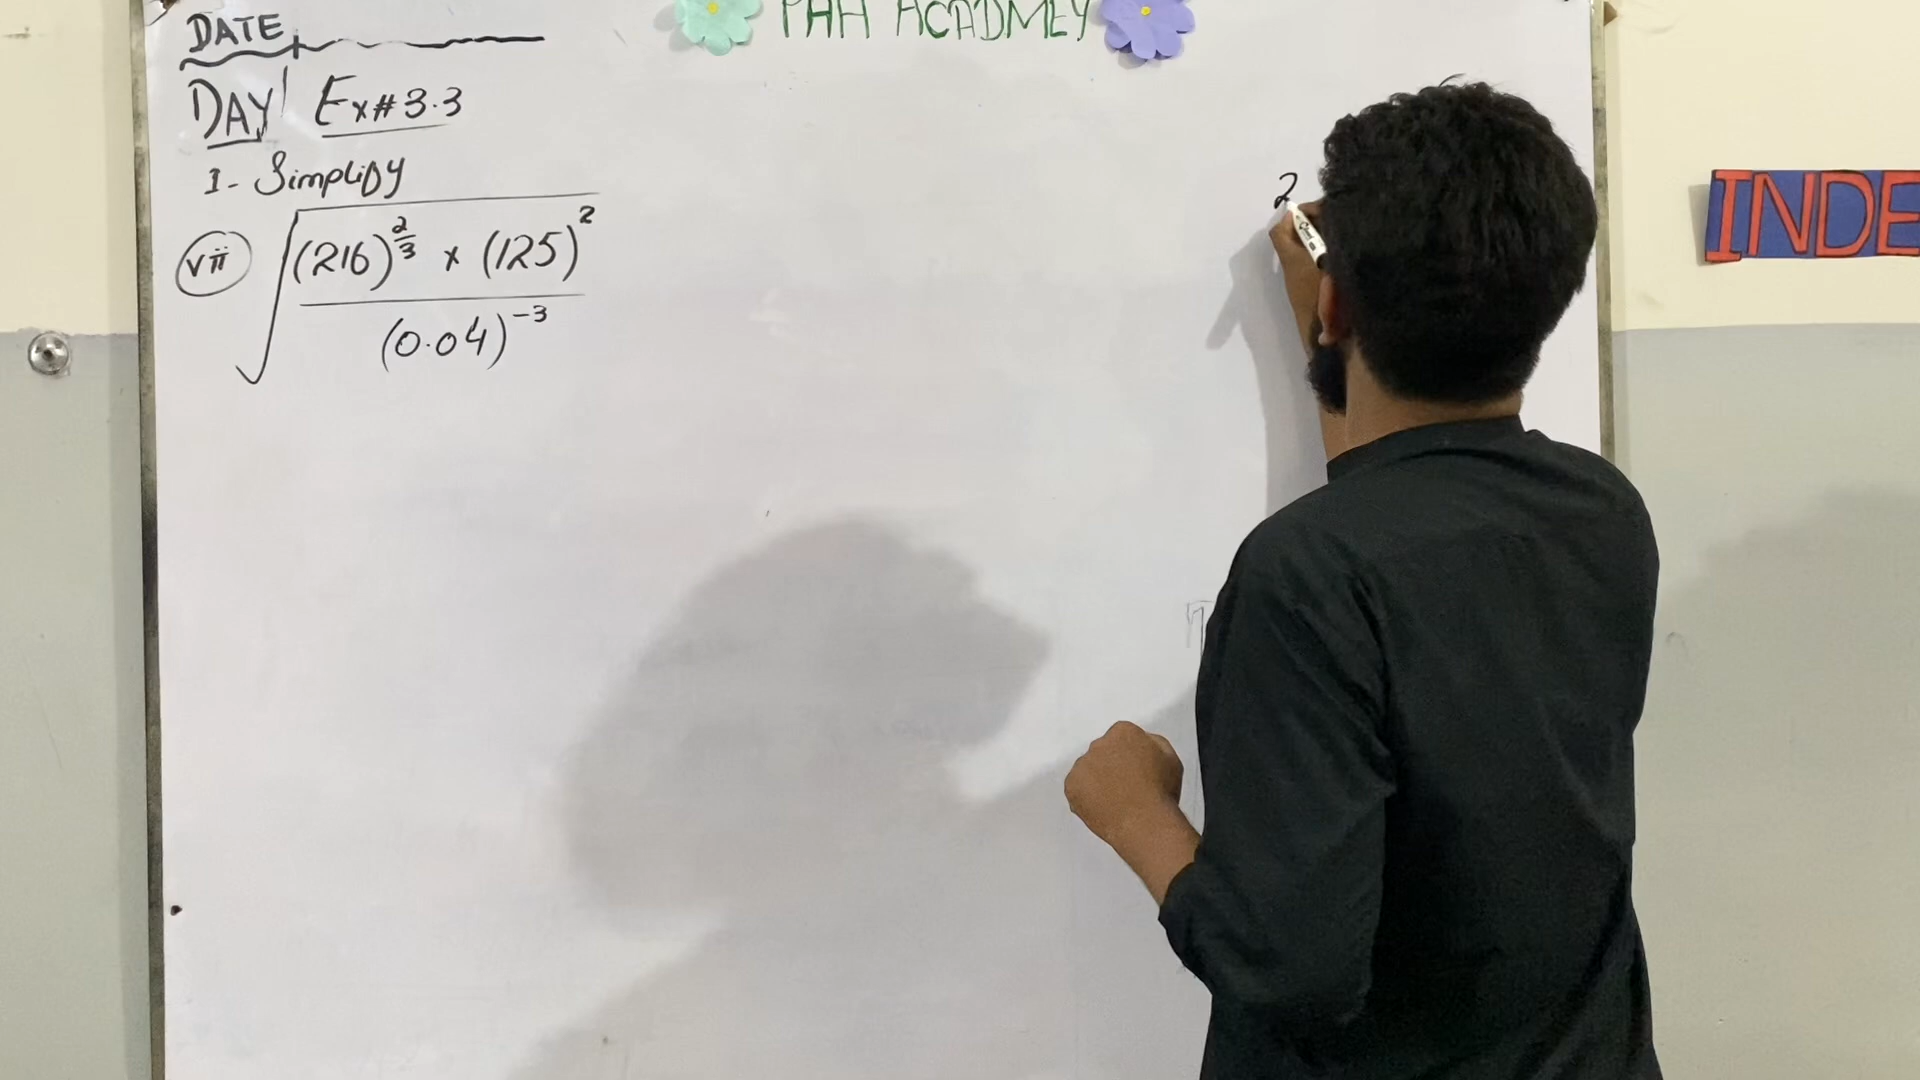 PAH ACADMEY
DATE
DAY
Ex # 3.3
1 - Simplify
vii √((216)^(2/3) × (125)^2 / (0.04)^-3)
2
INDE